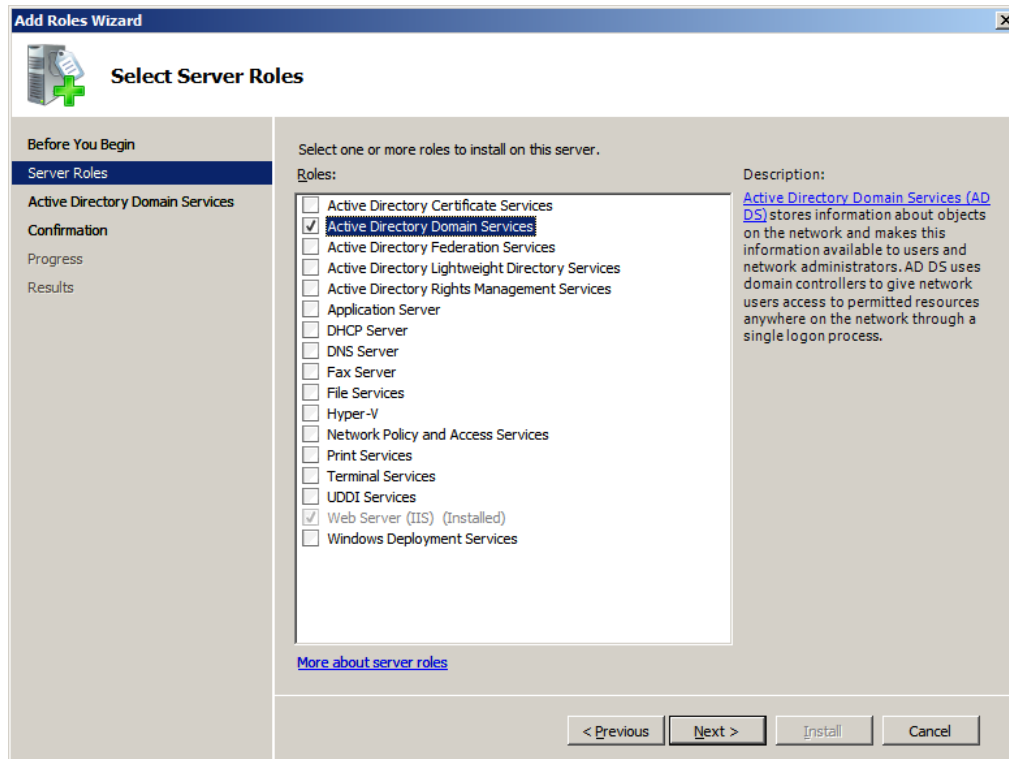 Add Roles Wizard
Select Server Roles
Before You Begin
Server Roles
Active Directory Domain Services
Confirmation
Progress
Results
Select one or more roles to install on this server.
Roles:
Active Directory Certificate Services
Active Directory Domain Services
Active Directory Federation Services
Active Directory Lightweight Directory Services
Active Directory Rights Management Services
Application Server
DHCP Server
DNS Server
Fax Server
File Services
Hyper-V
Network Policy and Access Services
Print Services
Terminal Services
UDDI Services
Web Server (IIS) (Installed)
Windows Deployment Services
More about server roles
Description:
Active Directory Domain Services (AD
DS) stores information about objects
on the network and makes this
information available to users and
network administrators. AD DS uses
domain controllers to give network
users access to permitted resources
anywhere on the network through a
single logon process.
< Previous
Next >
Install
Cancel